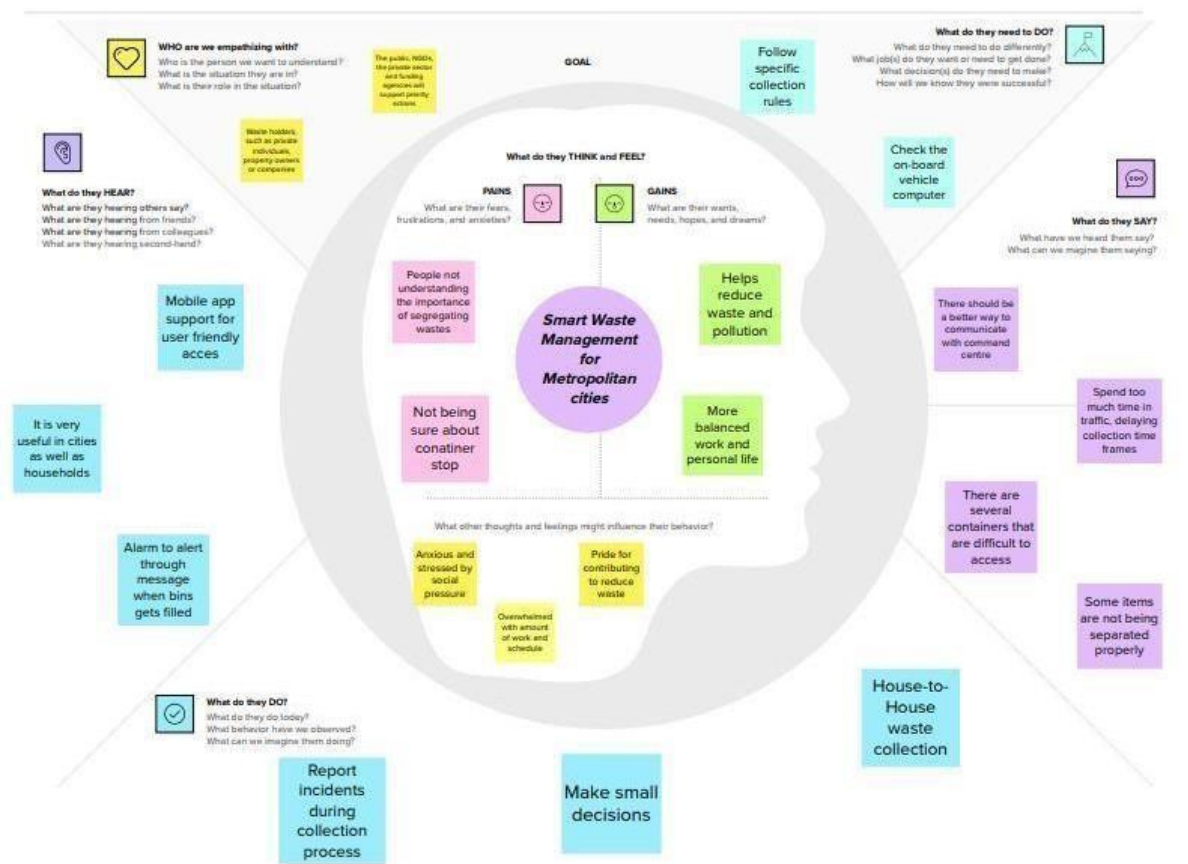 WHO are we empathizing with?
Who is the person we want to understand?
What is the situation they are in?
What is their role in the situation?
The public, NGOs,
the private sector
and funding
agencies will
support priority
actions
Waste holders,
such as private
individuals,
property owners
or companies
GOAL
Follow
specific
collection
rules
What do they need to DO?
What do they need to do differently?
What job(s) do they want or need to get done?
What decision(s) do they need to make?
How will we know they were successful?
Check the
on-board
vehicle
computer
What do they HEAR?
What are they hearing others say?
What are they hearing from friends?
What are they hearing from colleagues?
What are they hearing second-hand?
Mobile app
support for
user friendly
acces
It is very
useful in cities
as well as
households
Alarm to alert
through
message
when bins
gets filled
What do they THINK and FEEL?
PAINS
What are their fears,
frustrations, and anxieties?
GAINS
What are their wants,
needs, hopes, and dreams?
People not
understanding
the importance
of segregating
wastes
Not being
sure about
conatiner
stop
Smart Waste
Management
for
Metropolitan
cities
Helps
reduce
waste and
pollution
More
balanced
work and
personal life
What other thoughts and feelings might influence their behavior?
Anxious and
stressed by
social
pressure
Overwhelmed
with amount
of work and
schedule
Pride for
contributing
to reduce
waste
What do they SAY?
What have we heard them say?
What can we magine them saying?
There should be
a better way to
communicate
with command
centre
Spend too
much time in
traffic, delaying
collection time
frames
There are
several
containers that
are difficult to
access
Some items
are not being
separated
properly
What do they DO?
What do they do today?
What behavior have we observed?
What can we imagine them doing?
Report
incidents
during
collection
process
Make small
decisions
House-to-
House
waste
collection